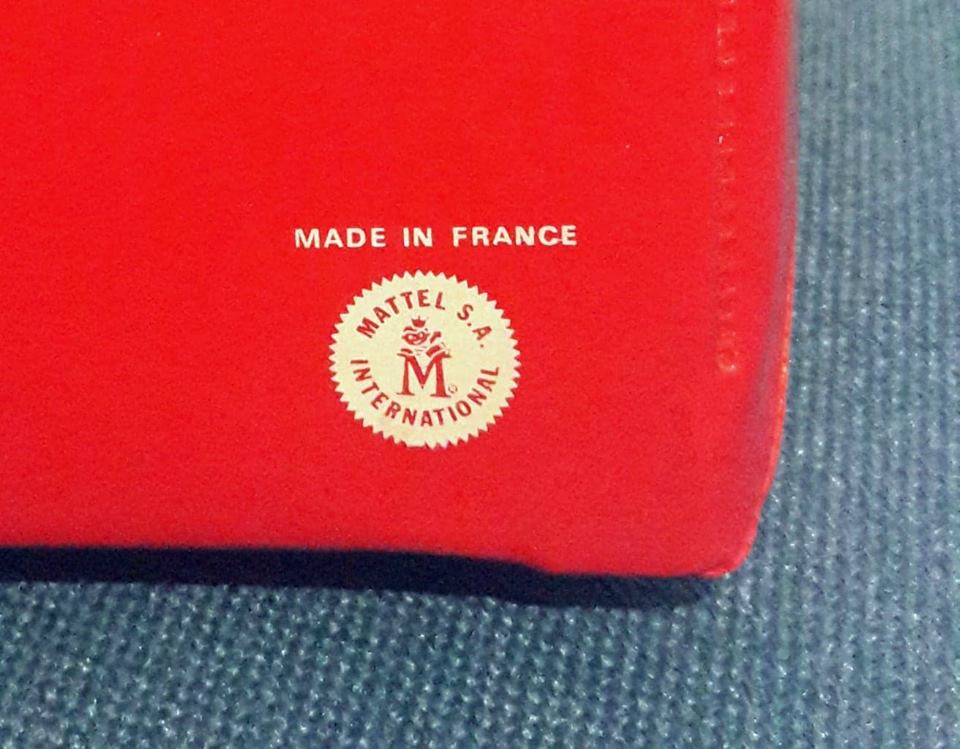 MADE IN FRANCE
MATTEL S.A.
M
INTERNATIONAL